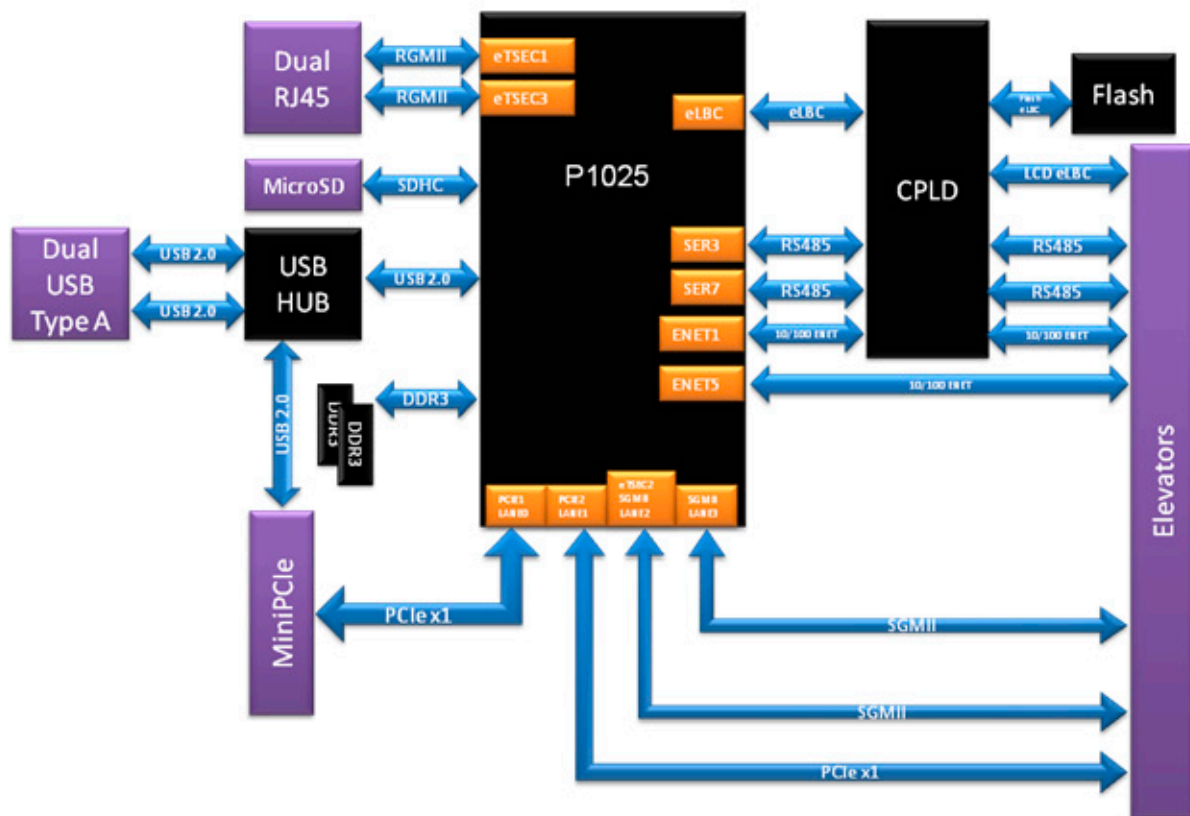 Dual
RJ45
RGMII
RGMII
eTSEC1
eTSEC3
P1025
eLBC
eLBC
CPLD
Flash
eLBC
Flash
LCD eLBC
MicroSD
SDHC
Dual
USB
Type A
USB 2.0
USB 2.0
USB
HUB
USB 2.0
SER3
RS485
RS485
SER7
RS485
RS485
ENET1
10/100 ENET
10/100 ENET
ENET5
10/100 ENET
USB 2.0
DDR3
DDR3
DDR3
Elevators
PCIE1
LANE0
PCIE2
LANE1
eTSEC2
SGMII
LANE2
SGMII
LANE3
MiniPCIe
PCIe x1
SGMII
SGMII
PCIe x1